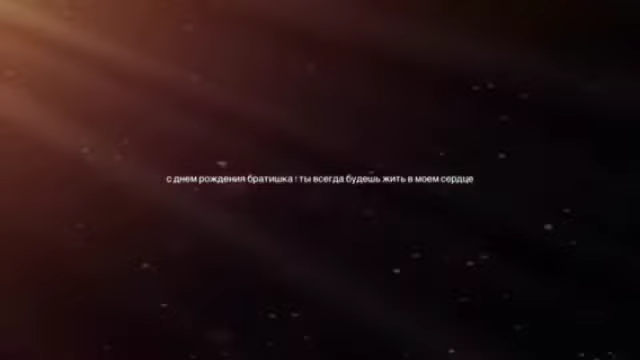 с днем рождения братишка ! ты всегда будешь жить в моем сердце